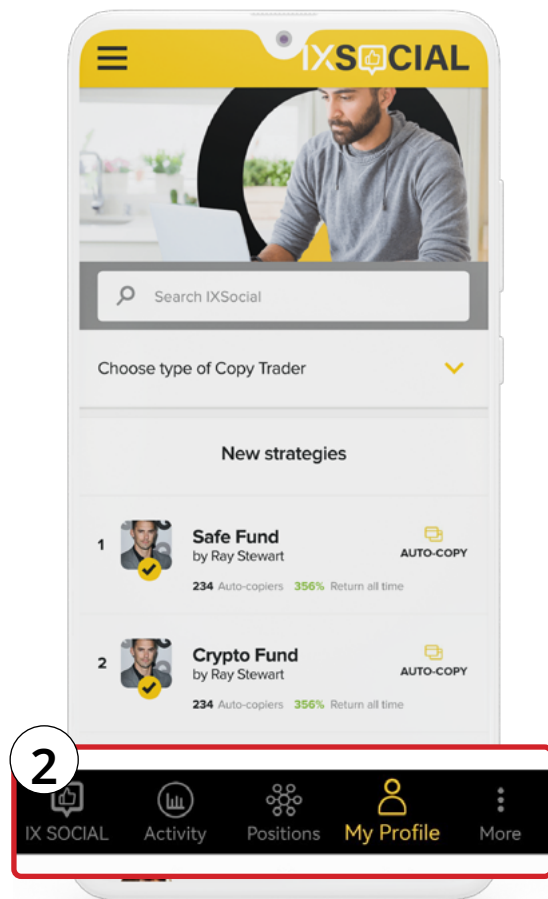 IXSOCIAL
Search IXSocial
Choose type of Copy Trader
New strategies
1
Safe Fund
by Ray Stewart
AUTO-COPY
234 Auto-copiers 356% Return all time
2
Crypto Fund
by Ray Stewart
AUTO-COPY
234 Auto-copiers 356% Return all time
2
IX SOCIAL Activity Positions My Profile More